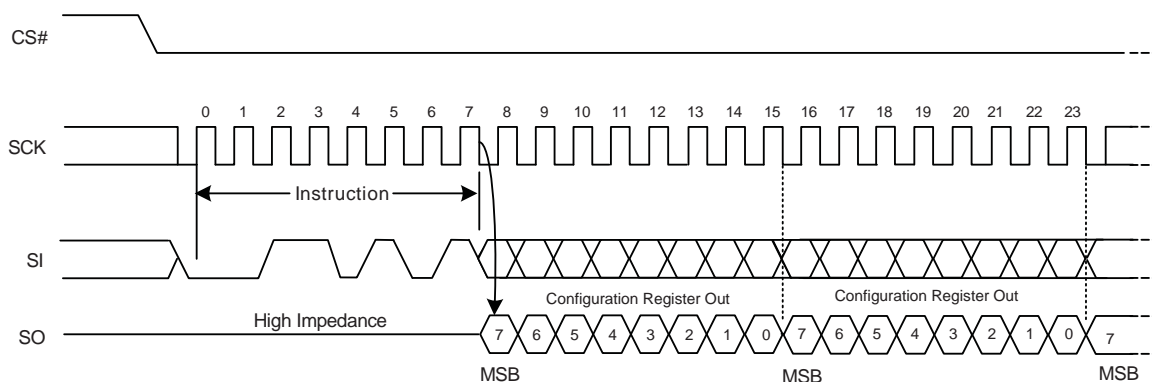 CS#
0 1 2 3 4 5 6 7 8 9 10 11 12 13 14 15 16 17 18 19 20 21 22 23
SCK
Instruction
SI
Configuration Register Out Configuration Register Out
High Impedance
SO
7 6 5 4 3 2 1 0 7 6 5 4 3 2 1 0 7
MSB MSB MSB